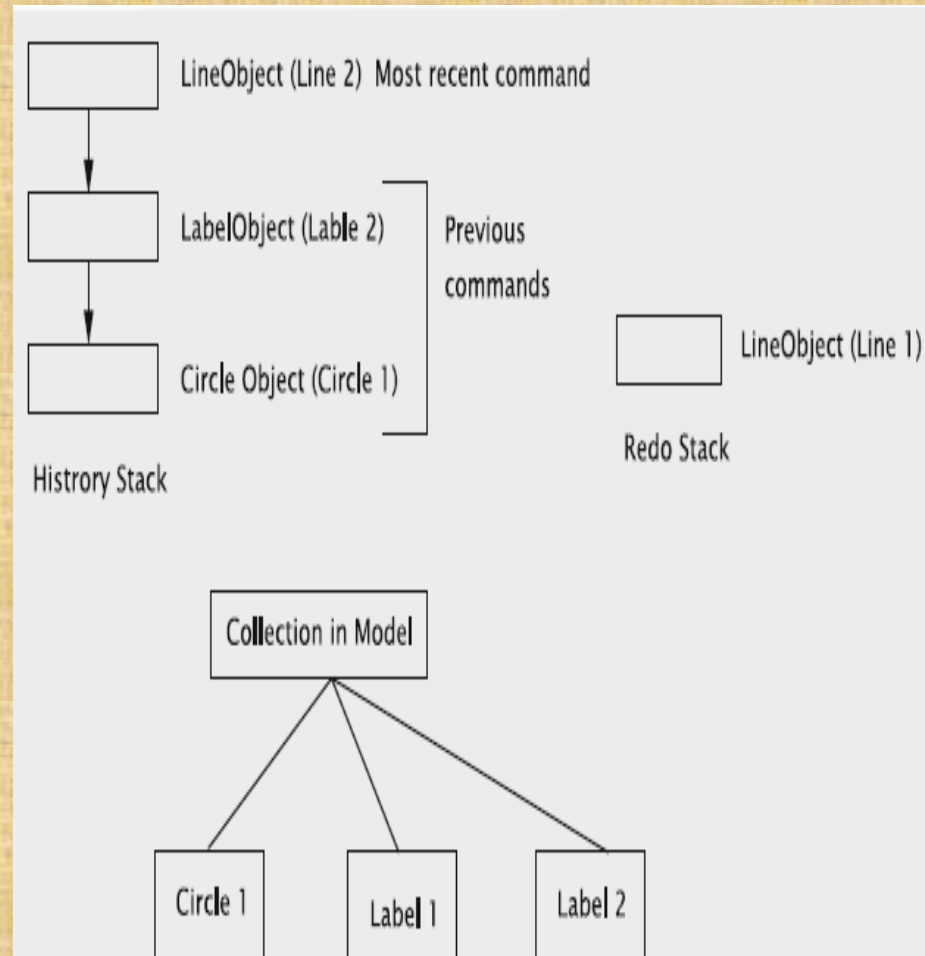 LineObject (Line 2) Most recent command
LabelObject (Lable 2)
Previous
commands
Circle Object (Circle 1)
LineObject (Line 1)
Histrory Stack
Redo Stack
Collection in Model
Circle 1
Label 1
Label 2